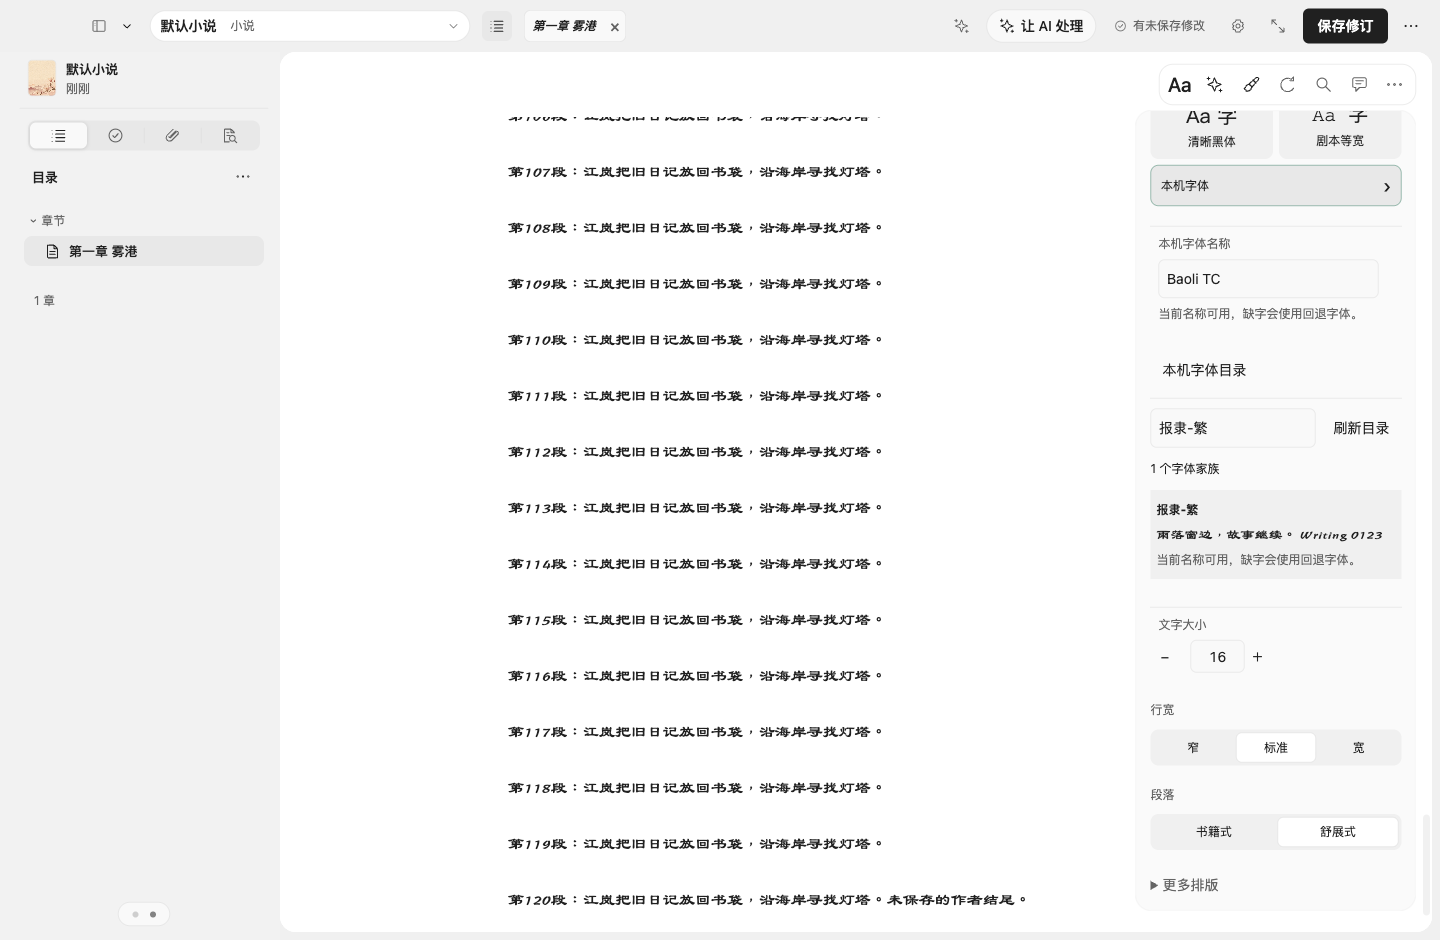 默认小说 小说
第一章 雾港 ×
让 AI 处理
有未保存修改
保存修订
默认小说
刚刚
目录
章节
第一章 雾港
1 章
第107段：江岚把旧日记放回书袋，沿海岸寻找灯塔。
第108段：江岚把旧日记放回书袋，沿海岸寻找灯塔。
第109段：江岚把旧日记放回书袋，沿海岸寻找灯塔。
第110段：江岚把旧日记放回书袋，沿海岸寻找灯塔。
第111段：江岚把旧日记放回书袋，沿海岸寻找灯塔。
第112段：江岚把旧日记放回书袋，沿海岸寻找灯塔。
第113段：江岚把旧日记放回书袋，沿海岸寻找灯塔。
第114段：江岚把旧日记放回书袋，沿海岸寻找灯塔。
第115段：江岚把旧日记放回书袋，沿海岸寻找灯塔。
第116段：江岚把旧日记放回书袋，沿海岸寻找灯塔。
第117段：江岚把旧日记放回书袋，沿海岸寻找灯塔。
第118段：江岚把旧日记放回书袋，沿海岸寻找灯塔。
第119段：江岚把旧日记放回书袋，沿海岸寻找灯塔。
第120段：江岚把旧日记放回书袋，沿海岸寻找灯塔。未保存的作者结尾。
Aa
Aa 字
清晰黑体
Aa 字
剧本等宽
本机字体
本机字体名称
Baoli TC
当前名称可用，缺字会使用回退字体。
本机字体目录
报隶-繁
刷新目录
1 个字体家族
报隶-繁
雨落窗边，故事继续。Writing 0123
当前名称可用，缺字会使用回退字体。
文字大小
− 16 +
行宽
窄 标准 宽
段落
书籍式 舒展式
▶ 更多排版